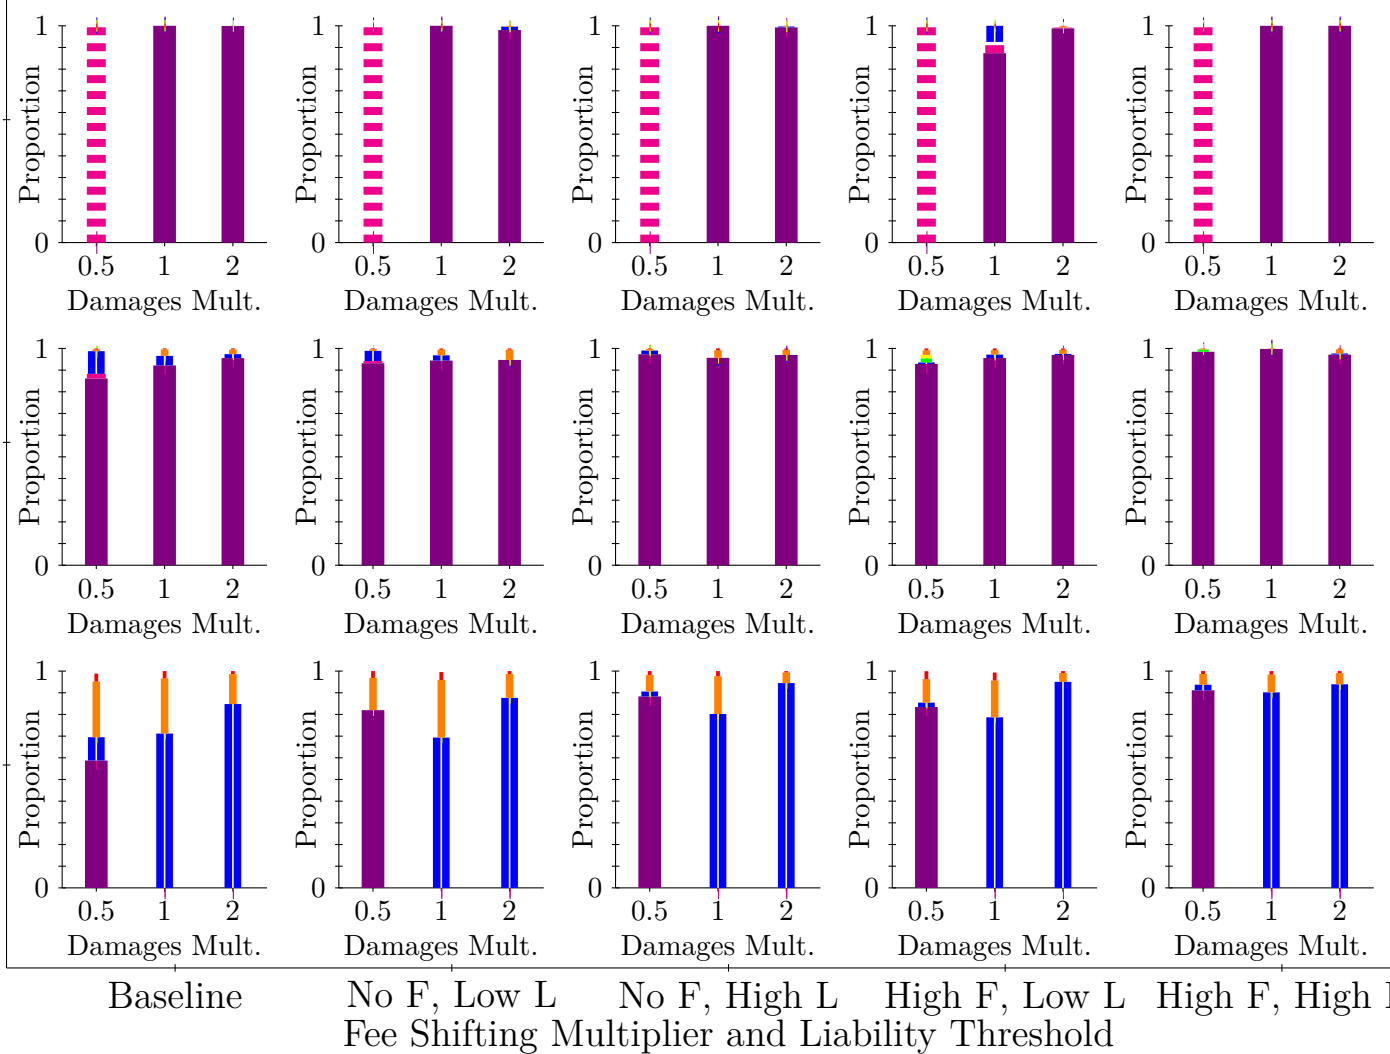 1 1 1 1 1
Proportion Proportion Proportion Proportion Proportion
0 0 0 0 0
0.5 1 2 0.5 1 2 0.5 1 2 0.5 1 2 0.5 1 2
Damages Mult. Damages Mult. Damages Mult. Damages Mult. Damages Mult.
1 1 1 1 1
Proportion Proportion Proportion Proportion Proportion
0 0 0 0 0
0.5 1 2 0.5 1 2 0.5 1 2 0.5 1 2 0.5 1 2
Damages Mult. Damages Mult. Damages Mult. Damages Mult. Damages Mult.
1 1 1 1 1
Proportion Proportion Proportion Proportion Proportion
0 0 0 0 0
0.5 1 2 0.5 1 2 0.5 1 2 0.5 1 2 0.5 1 2
Damages Mult. Damages Mult. Damages Mult. Damages Mult. Damages Mult.
Baseline No F, Low L No F, High L High F, Low L High F, High
Fee Shifting Multiplier and Liability Threshold